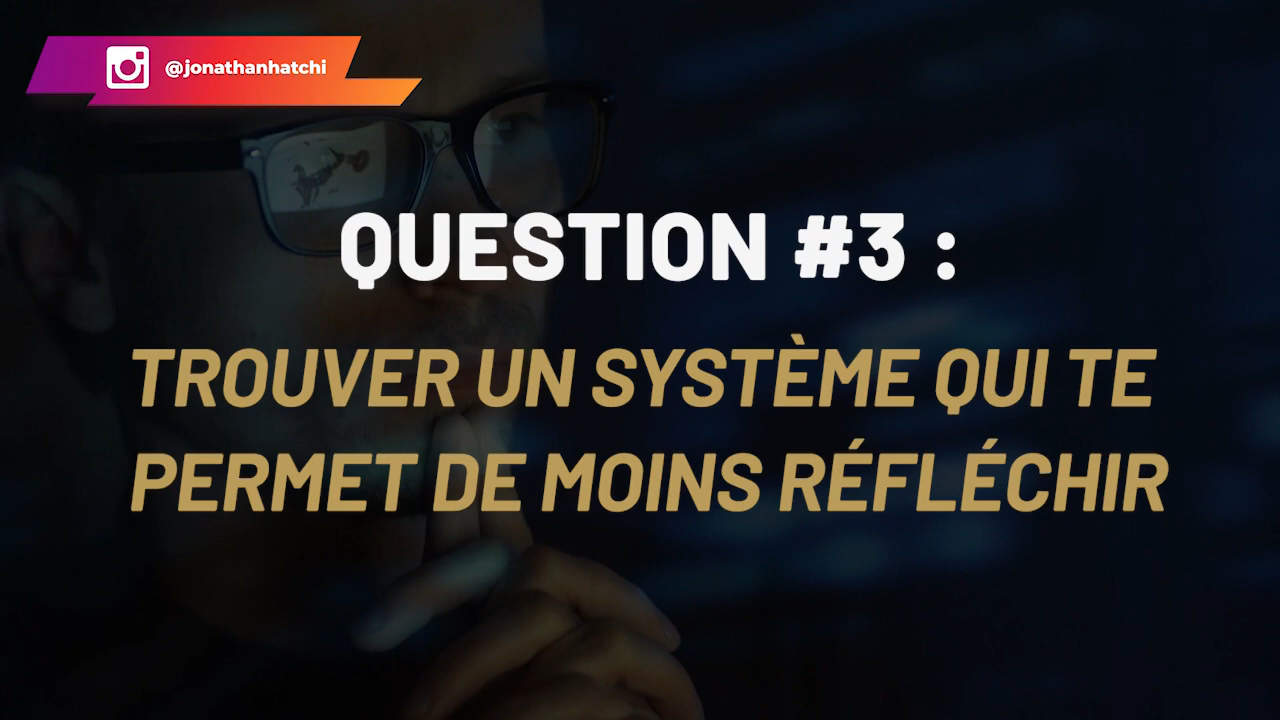 @jonathanhatchi
QUESTION #3 :
TROUVER UN SYSTÈME QUI TE
PERMET DE MOINS RÉFLÉCHIR